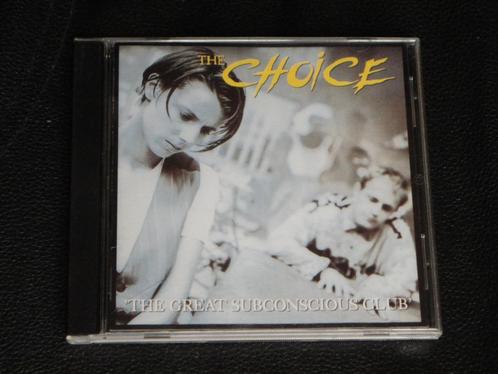 THE
CHOiCE
'THE GREAT SUBCONSCIOUS CLUB'